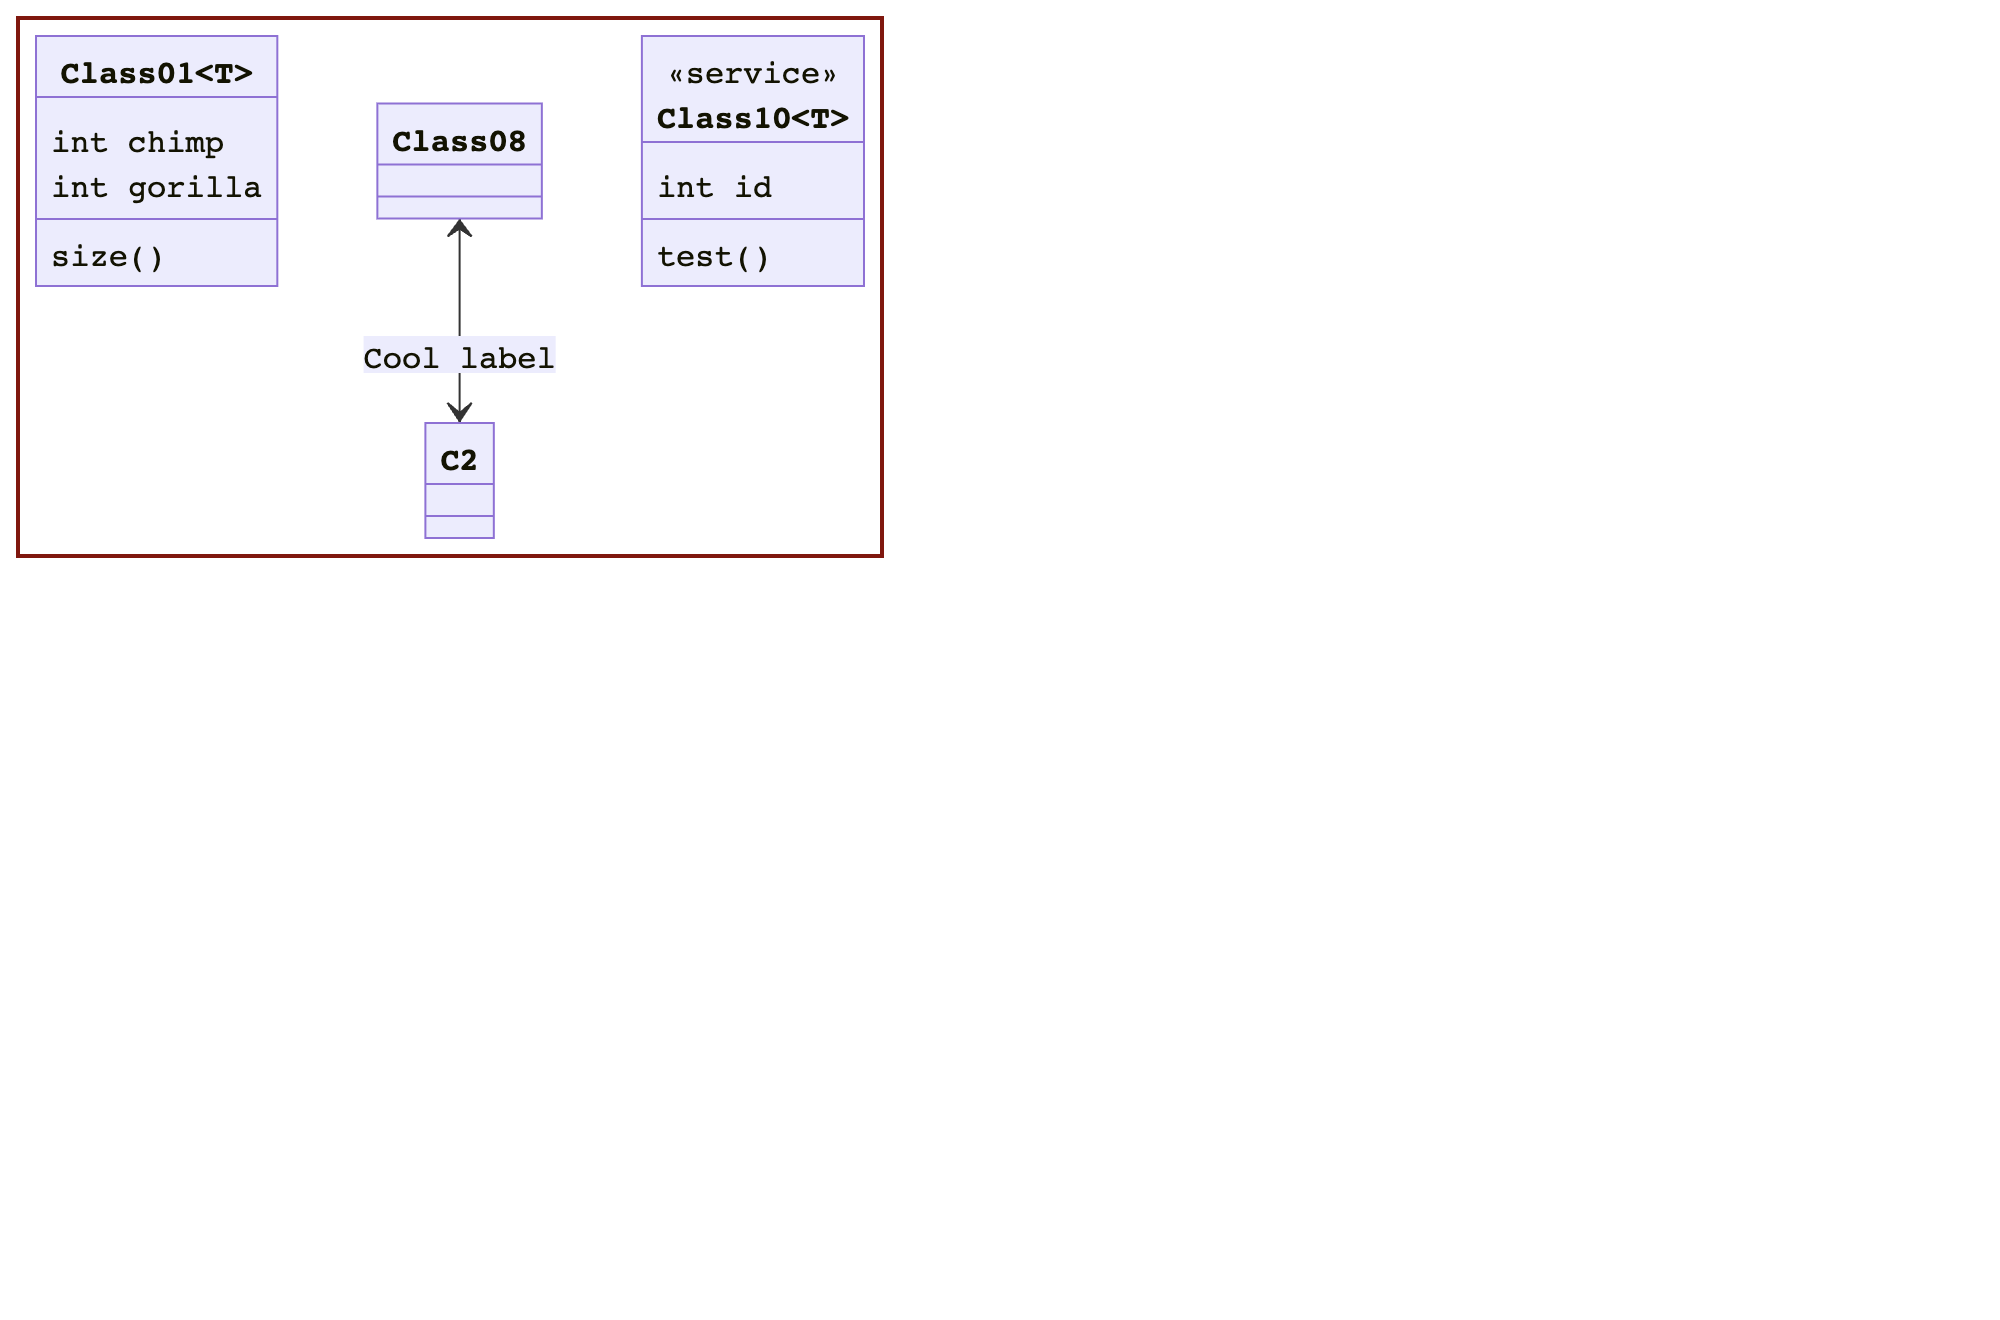 Class01<T>
int chimp
int gorilla
size()
Class08
Cool label
C2
«service»
Class10<T>
int id
test()